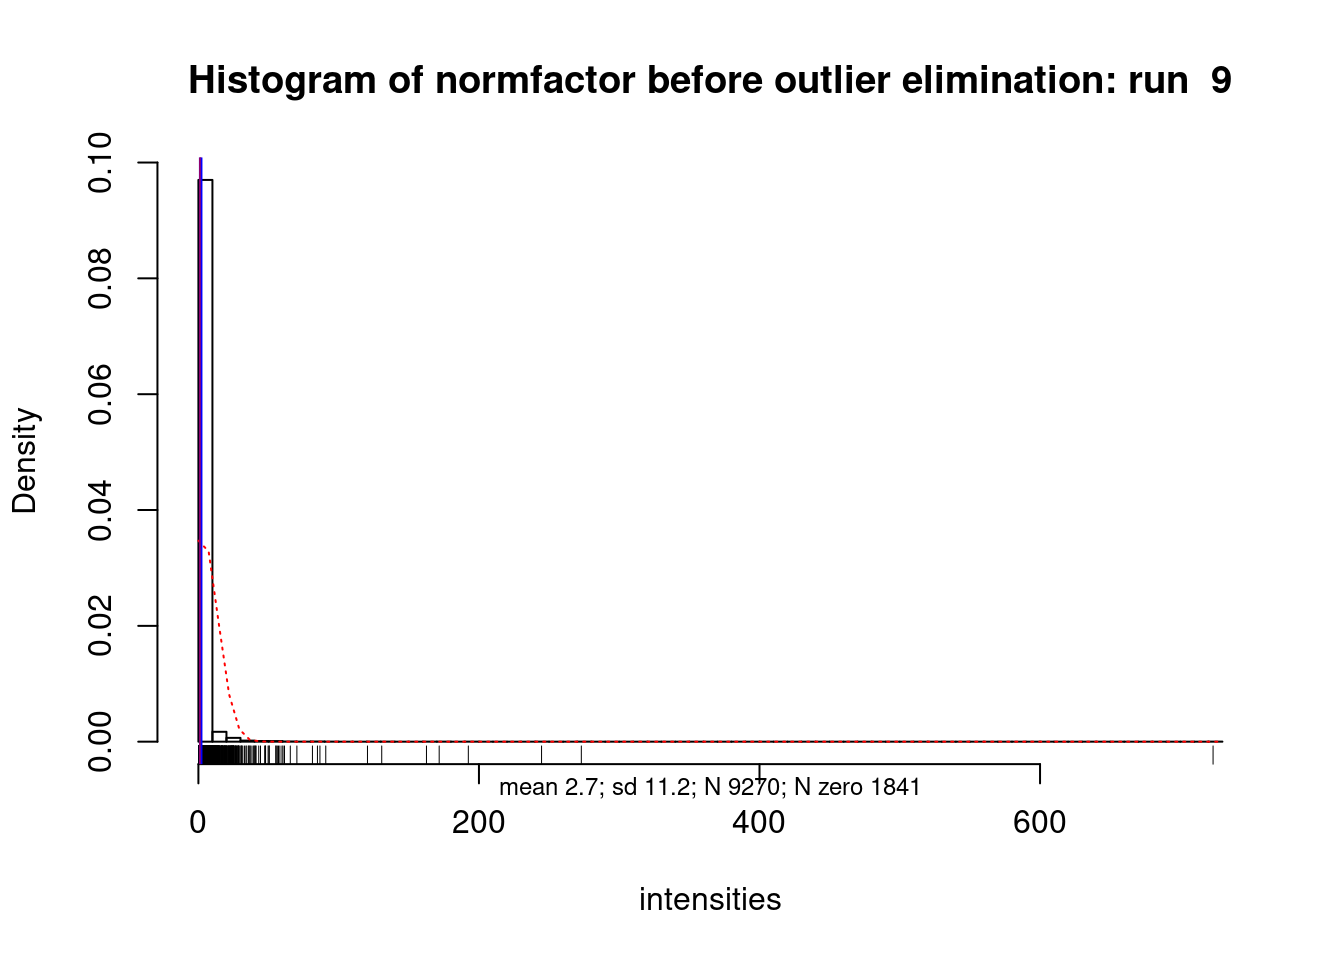 Histogram of normfactor before outlier elimination: run  9
Density
0.10
0.08
0.06
0.04
0.02
0.00
mean 2.7; sd 11.2; N 9270; N zero 1841
0 200 400 600
intensities